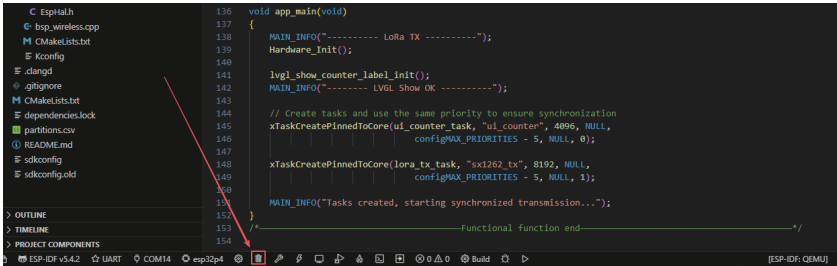 EspHal.h
bsp_wireless.cpp
CMakeLists.txt
Kconfig
.clangd
.gitignore
CMakeLists.txt
dependencies.lock
partitions.csv
README.md
sdkconfig
sdkconfig.old
OUTLINE
TIMELINE
PROJECT COMPONENTS
136 void app_main(void)
137 {
138 MAIN_INFO("---------- LoRa TX ----------");
139 Hardware_Init();
140
141 lvgl_show_counter_label_init();
142 MAIN_INFO("-------- LVGL Show OK ----------");
143
144 // Create tasks and use the same priority to ensure synchronization
145 xTaskCreatePinnedToCore(ui_counter_task, "ui_counter", 4096, NULL,
146 configMAX_PRIORITIES - 5, NULL, 0);
147
148 xTaskCreatePinnedToCore(lora_tx_task, "sx1262_tx", 8192, NULL,
149 configMAX_PRIORITIES - 5, NULL, 1);
150
151 MAIN_INFO("Tasks created, starting synchronized transmission...");
152 }
153 /*————————————————Functional function end————————————————*/
154
ESP-IDF v5.4.2 UART COM14 esp32p4 0 0 Build [ESP-IDF: QEMU]